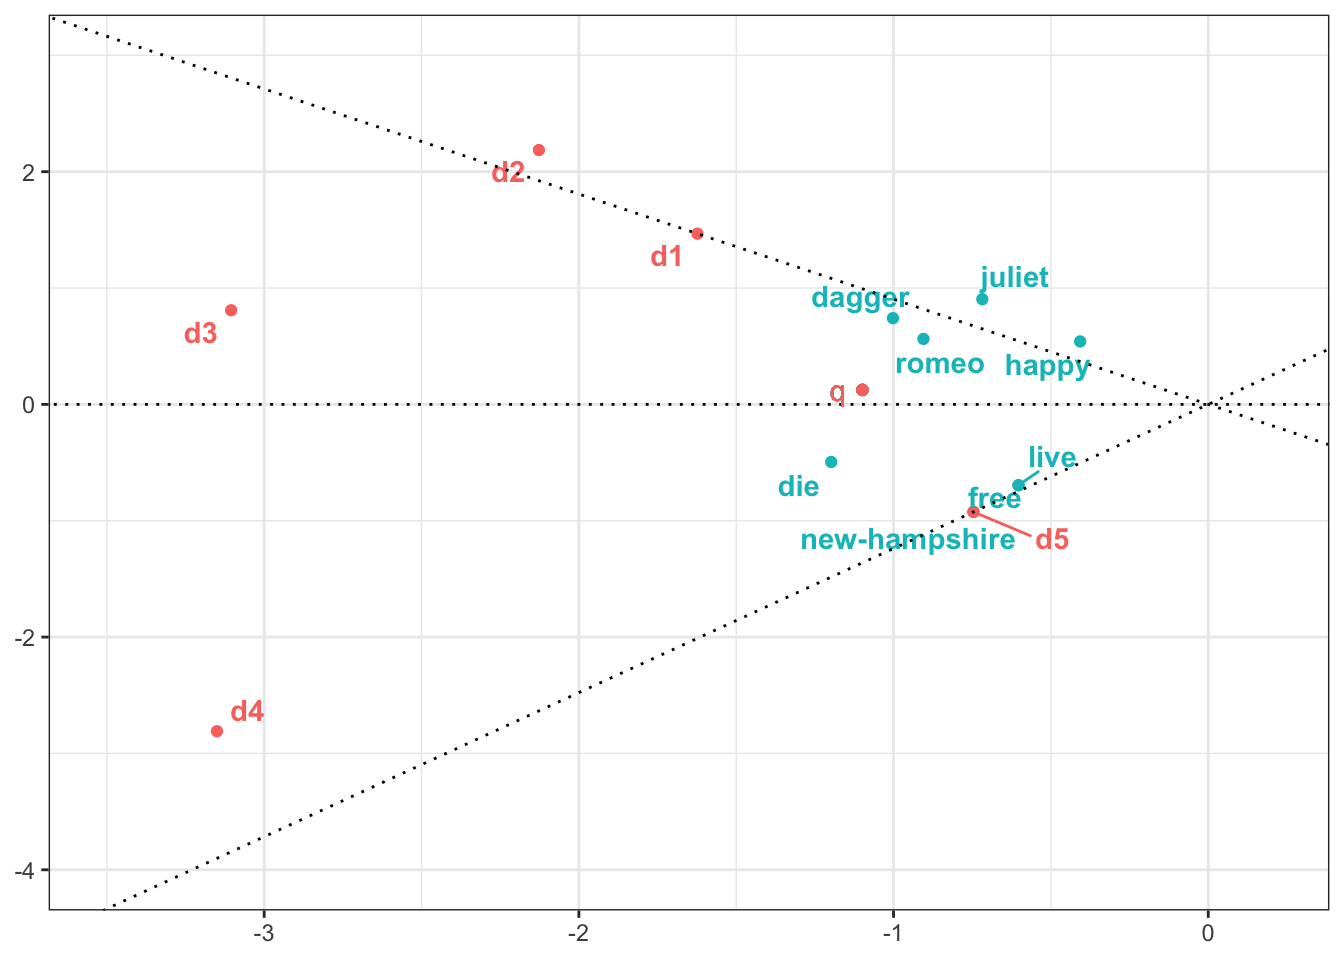 2
0
-2
-4
d2
d1
juliet
dagger
d3
romeo
happy
q
live
die
free
new-hampshire
d5
d4
-3
-2
-1
0